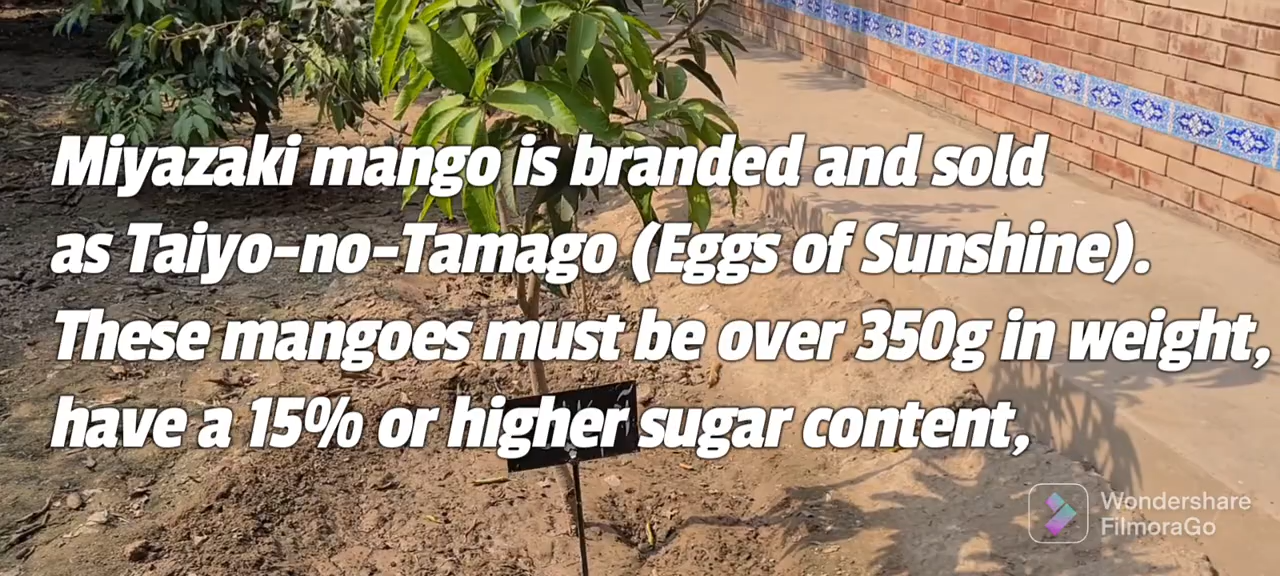 Miyazaki mango is branded and sold
as Taiyo-no-Tamago (Eggs of Sunshine).
These mangoes must be over 350g in weight,
have a 15% or higher sugar content,
Wondershare
FilmoraGo